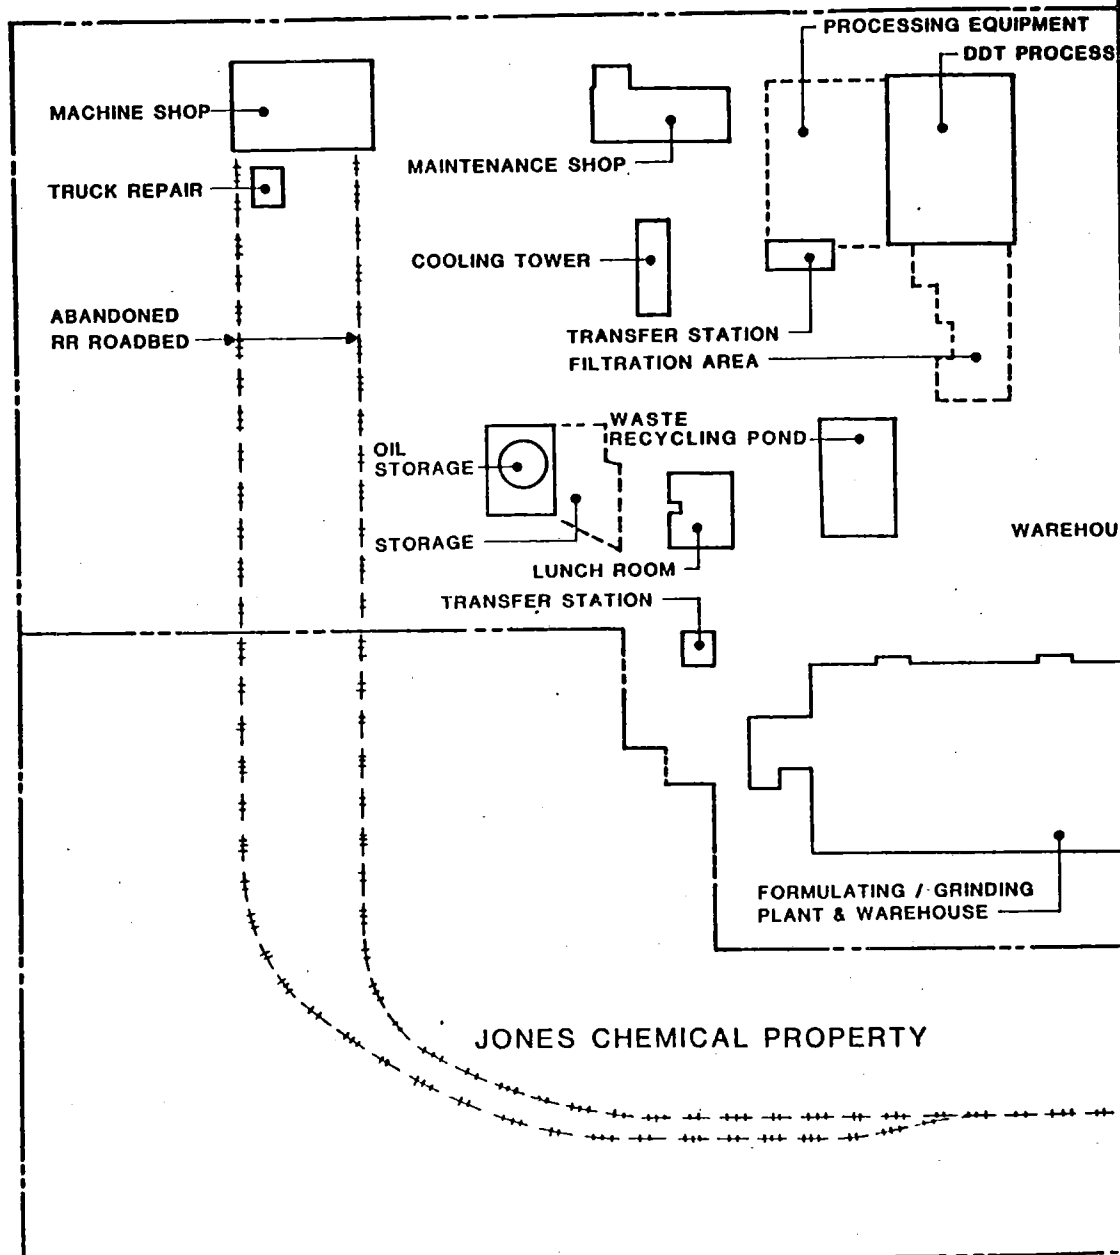 PROCESSING EQUIPMENT
DDT PROCESS
MACHINE SHOP
MAINTENANCE SHOP
TRUCK REPAIR
COOLING TOWER
ABANDONED
RR ROADBED
TRANSFER STATION
FILTRATION AREA
WASTE
RECYCLING POND
OIL
STORAGE
STORAGE
WAREHOU
LUNCH ROOM
TRANSFER STATION
FORMULATING / GRINDING
PLANT & WAREHOUSE
JONES CHEMICAL PROPERTY